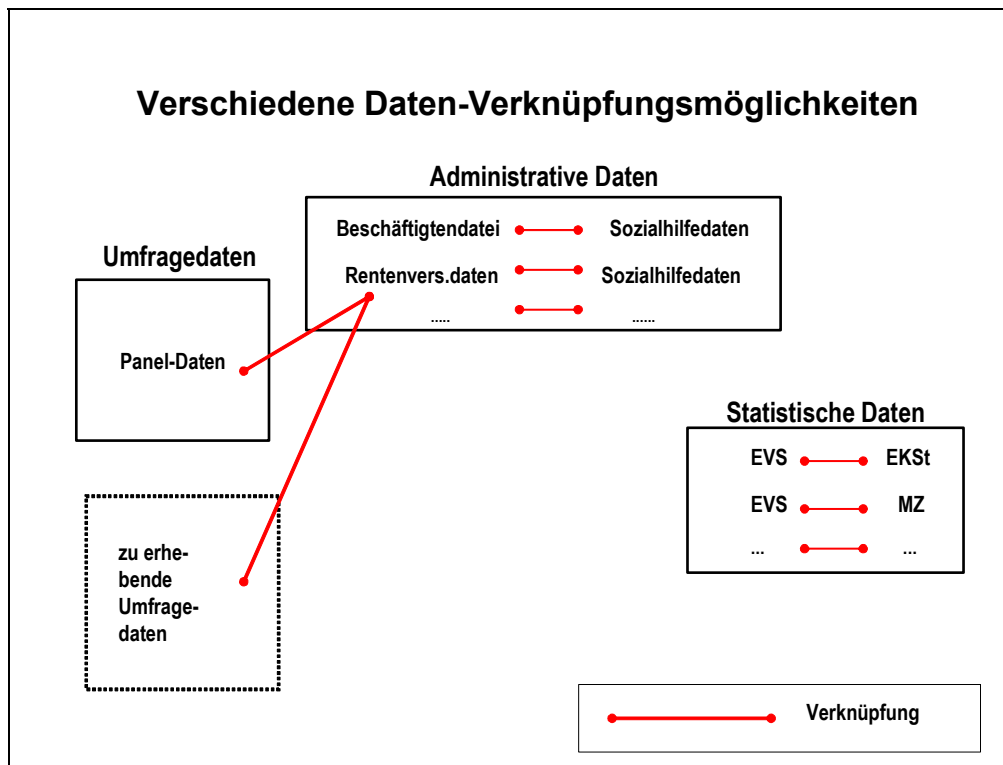 Verschiedene Daten-Verknüpfungsmöglichkeiten
Administrative Daten
Beschäftigtendatei Sozialhilfedaten
Rentenvers.daten Sozialhilfedaten
..... ......
Umfragedaten
Panel-Daten
zu erhe-
bende
Umfrage-
daten
Statistische Daten
EVS EKSt
EVS MZ
... ...
Verknüpfung